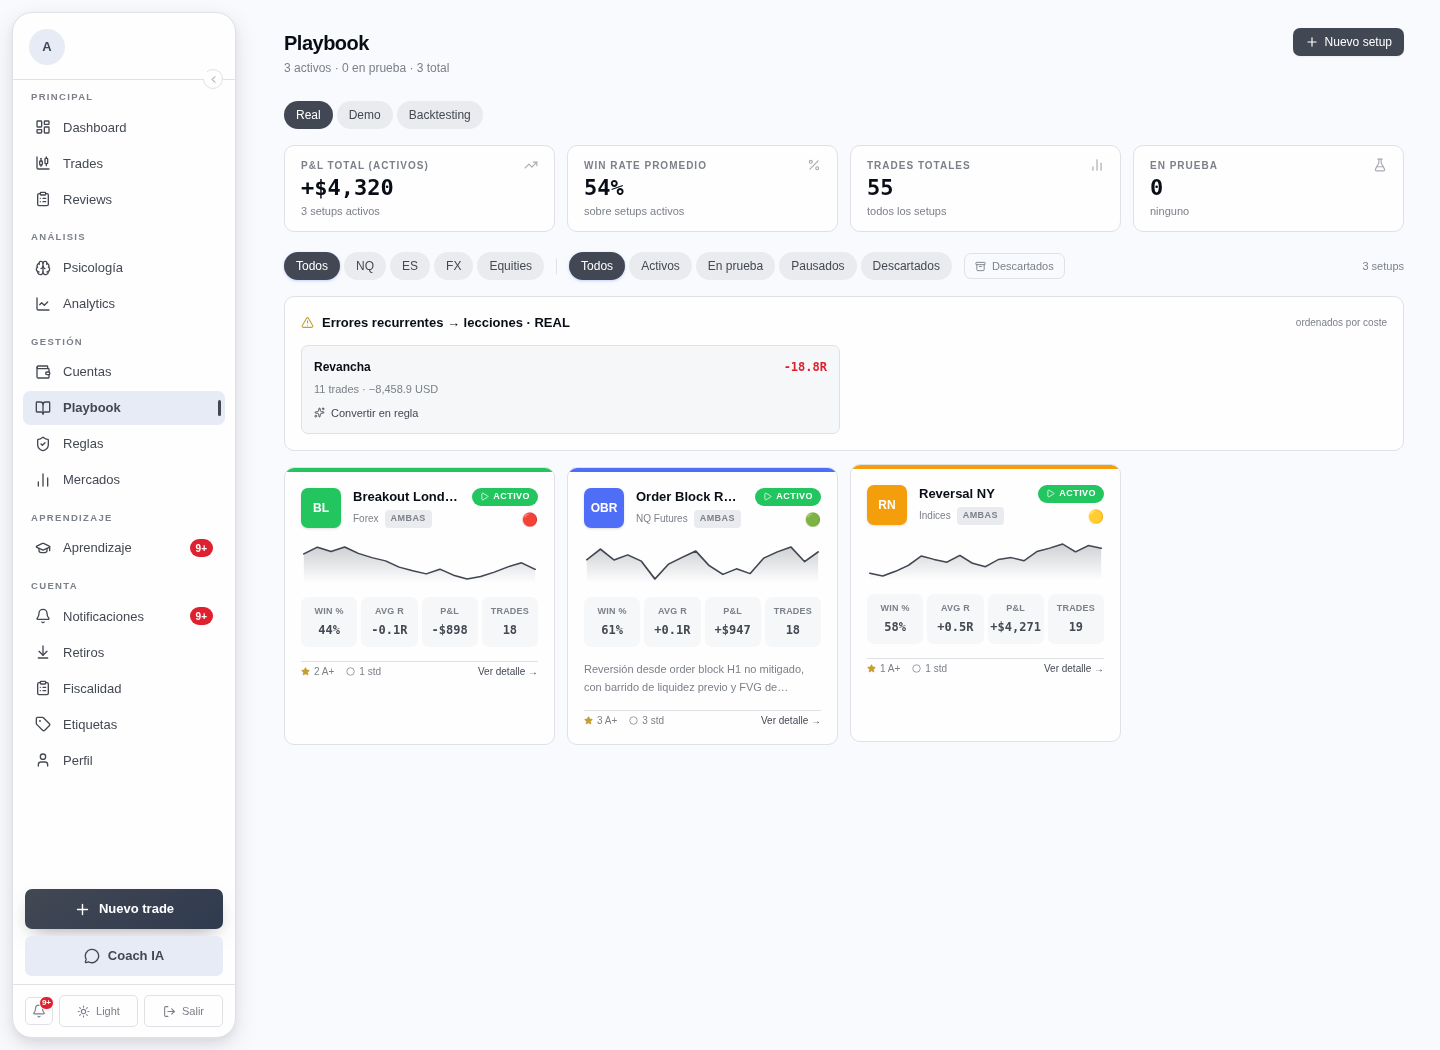 A
PRINCIPAL
Dashboard
Trades
Reviews
ANÁLISIS
Psicología
Analytics
GESTIÓN
Cuentas
Playbook
Reglas
Mercados
APRENDIZAJE
Aprendizaje 9+
CUENTA
Notificaciones 9+
Retiros
Fiscalidad
Etiquetas
Perfil
Nuevo trade
Coach IA
9+ Light Salir
Playbook
3 activos · 0 en prueba · 3 total
Nuevo setup
Real Demo Backtesting
P&L TOTAL (ACTIVOS)
+$4,320
3 setups activos
WIN RATE PROMEDIO
54%
sobre setups activos
TRADES TOTALES
55
todos los setups
EN PRUEBA
0
ninguno
Todos NQ ES FX Equities Todos Activos En prueba Pausados Descartados Descartados 3 setups
Errores recurrentes → lecciones · REAL ordenados por coste
Revancha -18.8R
11 trades · −8,458.9 USD
Convertir en regla
BL Breakout Lond… ACTIVO
Forex AMBAS
WIN % AVG R P&L TRADES
44% -0.1R -$898 18
2 A+ 1 std Ver detalle →
OBR Order Block R… ACTIVO
NQ Futures AMBAS
WIN % AVG R P&L TRADES
61% +0.1R +$947 18
Reversión desde order block H1 no mitigado,
con barrido de liquidez previo y FVG de…
3 A+ 3 std Ver detalle →
RN Reversal NY ACTIVO
Indices AMBAS
WIN % AVG R P&L TRADES
58% +0.5R +$4,271 19
1 A+ 1 std Ver detalle →